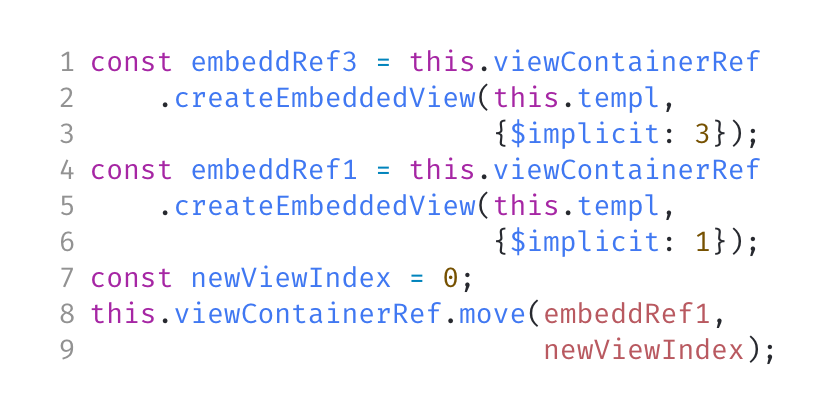 1 const embeddRef3 = this.viewContainerRef
2     .createEmbeddedView(this.templ,
3                        {$implicit: 3});
4 const embeddRef1 = this.viewContainerRef
5     .createEmbeddedView(this.templ,
6                        {$implicit: 1});
7 const newViewIndex = 0;
8 this.viewContainerRef.move(embeddRef1,
9                           newViewIndex);